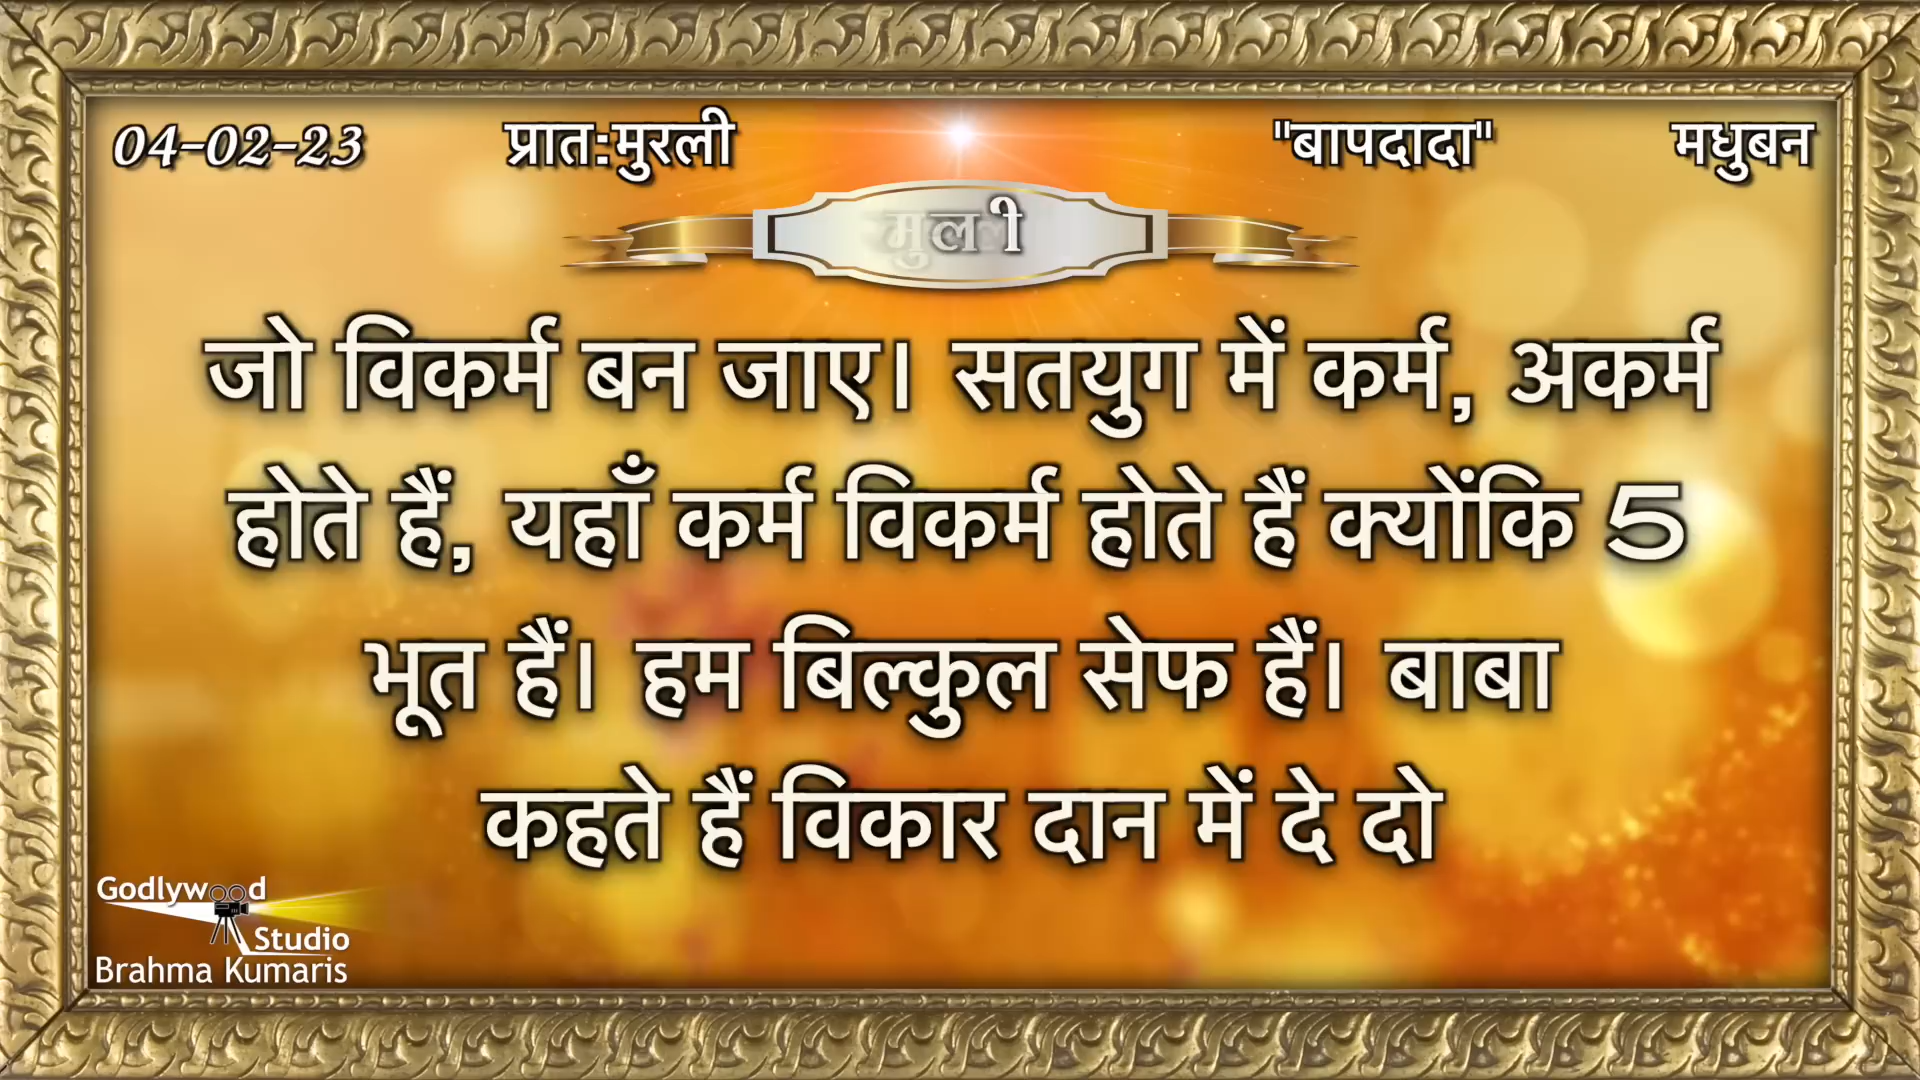 04-02-23 प्रात:मुरली "बापदादा" मधुबन
जो विकर्म बन जाए। सतयुग में कर्म, अकर्म
होते हैं, यहाँ कर्म विकर्म होते हैं क्योंकि 5
भूत हैं। हम बिल्कुल सेफ हैं। बाबा
कहते हैं विकार दान में दे दो
Godlywood
Studio
Brahma Kumaris